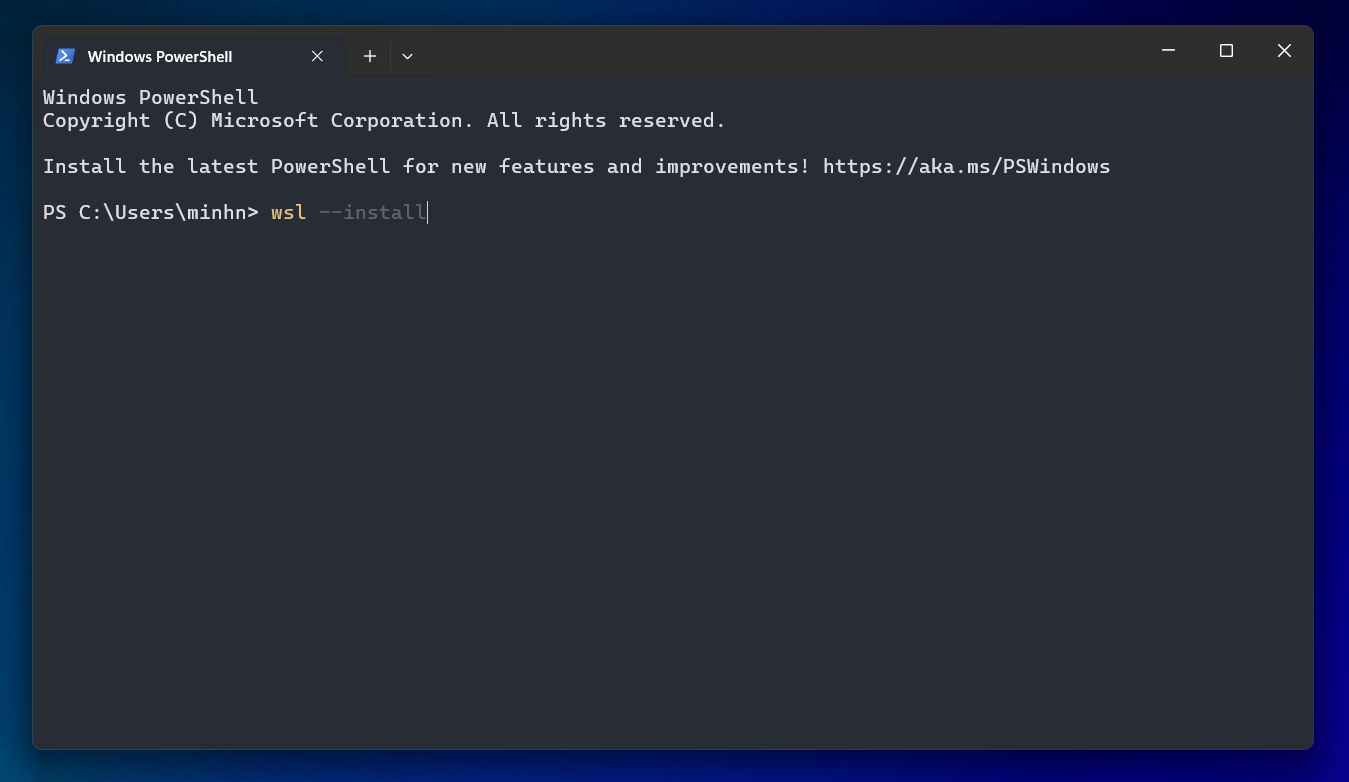 Windows PowerShell
Windows PowerShell
Copyright (C) Microsoft Corporation. All rights reserved.
Install the latest PowerShell for new features and improvements! https://aka.ms/PSWindows
PS C:\Users\minhn> wsl --install